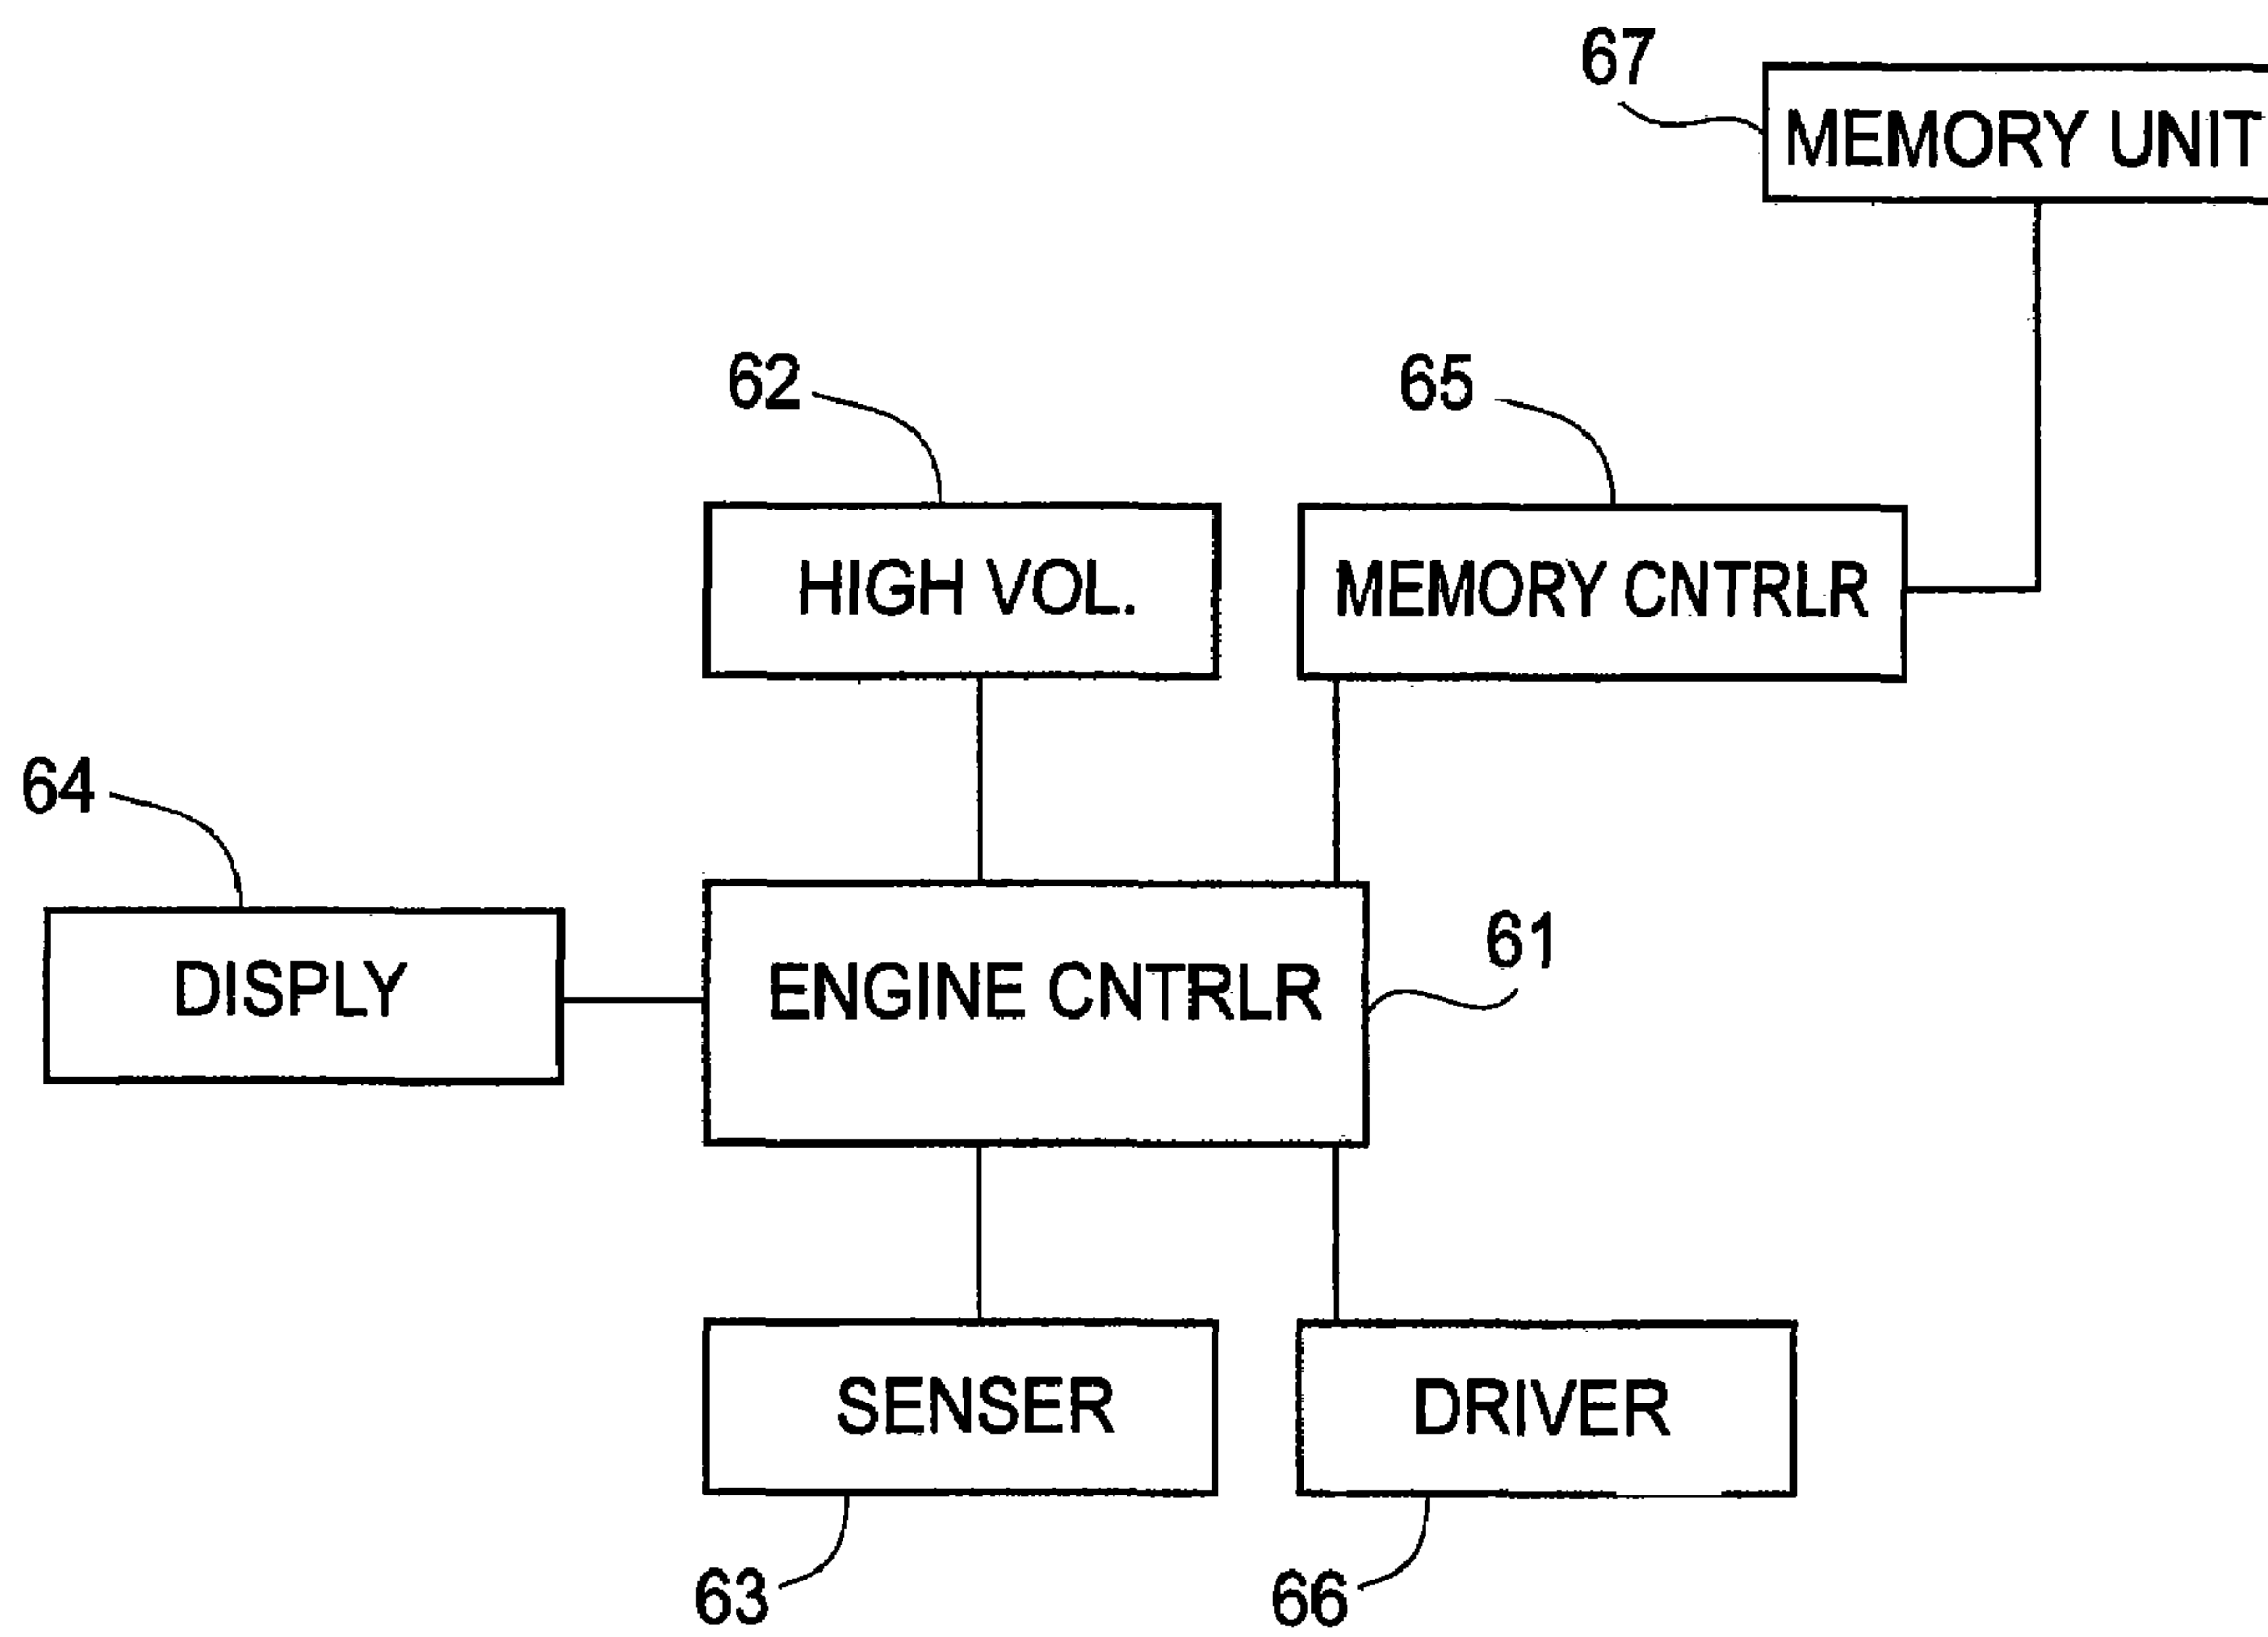 67
MEMORY UNIT
62
65
HIGH VOL.
MEMORY CNTRLR
64
61
DISPLY
ENGINE CNTRLR
SENSER
DRIVER
63
66